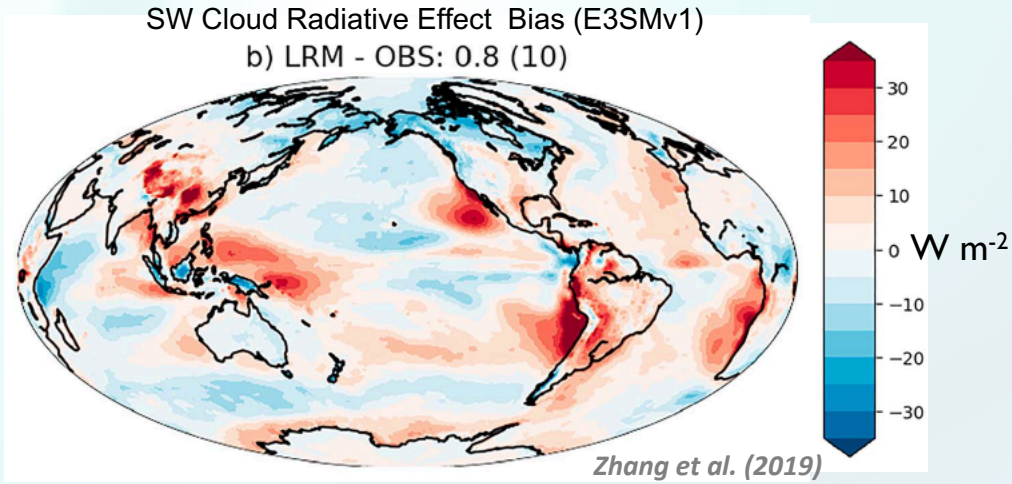 SW Cloud Radiative Effect Bias (E3SMv1)
b) LRM - OBS: 0.8 (10)
30
20
10
0
−10
−20
−30
W m-2
Zhang et al. (2019)